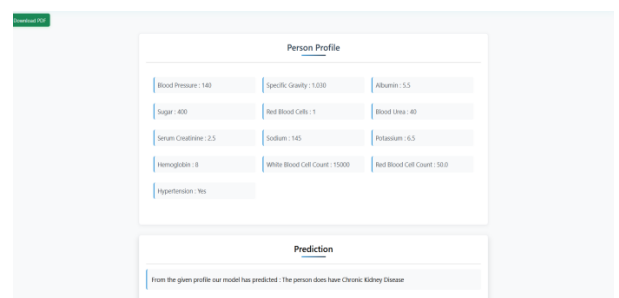 Download PDF
Person Profile
Blood Pressure : 140
Specific Gravity : 1.030
Albumin : 5.5
Sugar : 400
Red Blood Cells : 1
Blood Urea : 40
Serum Creatinine : 2.5
Sodium : 145
Potassium : 6.5
Hemoglobin : 8
White Blood Cell Count : 15000
Red Blood Cell Count : 50.0
Hypertension : Yes
Prediction
From the given profile our model has predicted : The person does have Chronic Kidney Disease